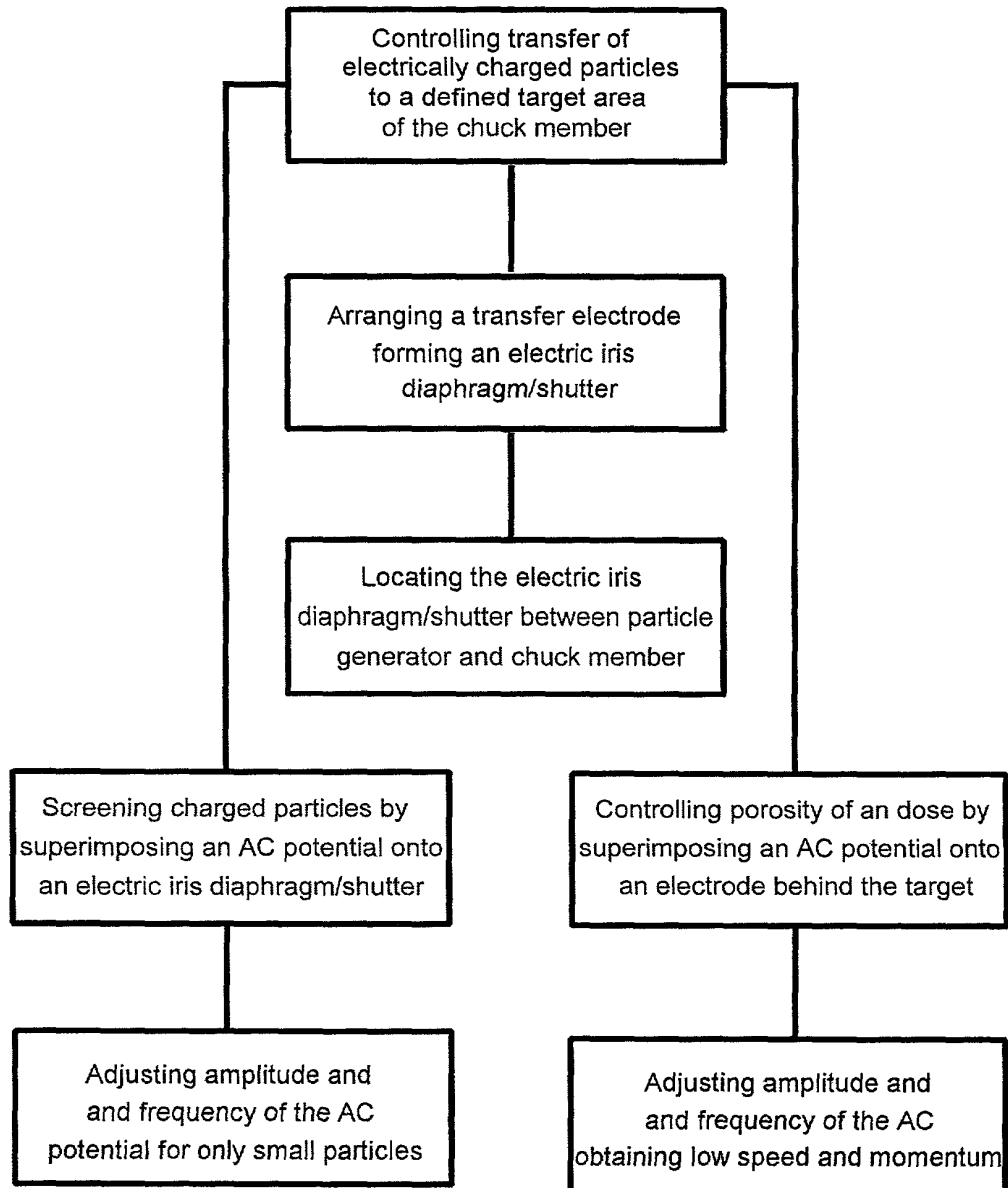 Controlling transfer of
electrically charged particles
to a defined target area
of the chuck member
Arranging a transfer electrode
forming an electric iris
diaphragm/shutter
Locating the electric iris
diaphragm/shutter between particle
generator and chuck member
Screening charged particles by
superimposing an AC potential onto
an electric iris diaphragm/shutter
Controlling porosity of an dose by
superimposing an AC potential onto
an electrode behind the target
Adjusting amplitude and
and frequency of the AC
potential for only small particles
Adjusting amplitude and
and frequency of the AC
obtaining low speed and momentum